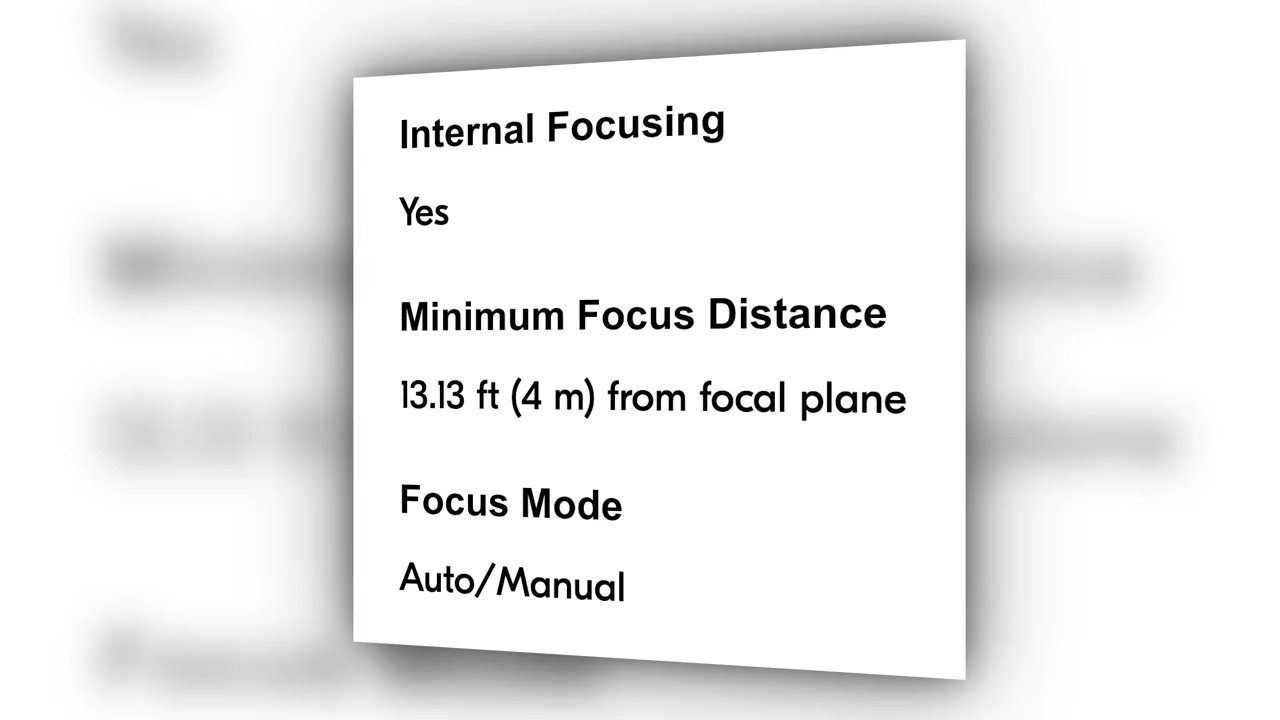 Internal Focusing
Yes
Minimum Focus Distance
13.13 ft (4 m) from focal plane
Focus Mode
Auto/Manual